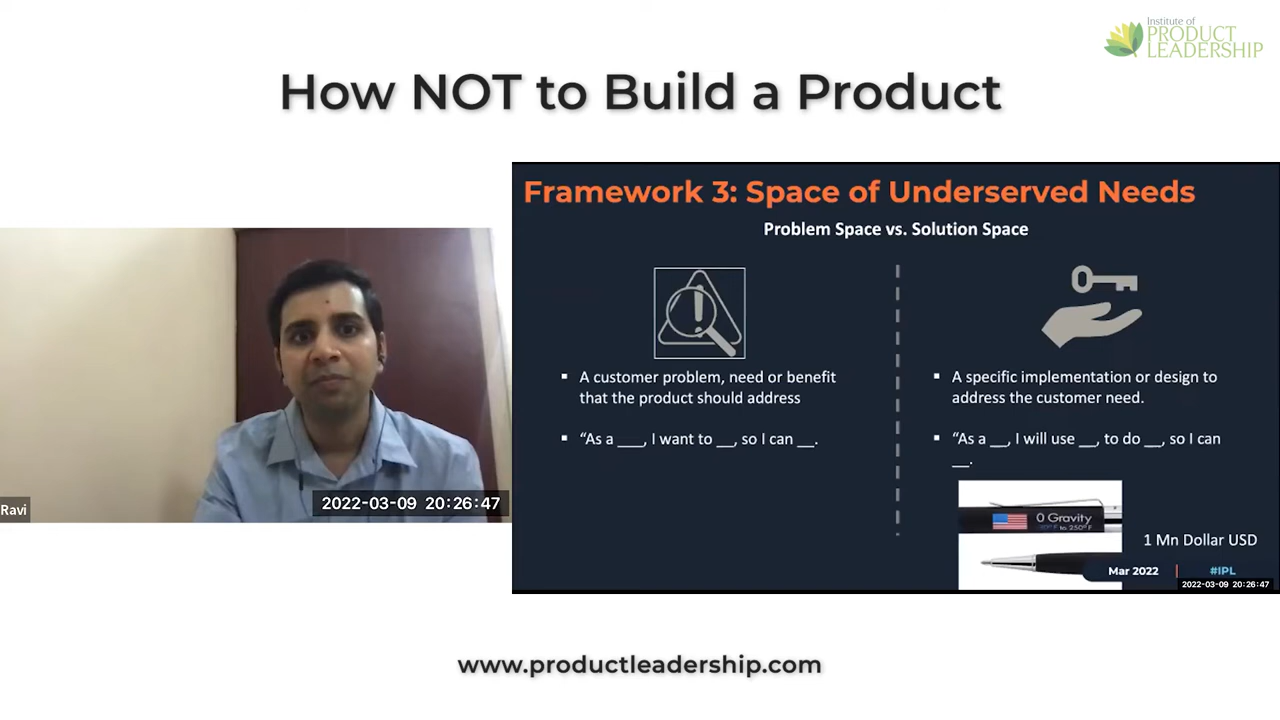 Institute of
PRODUCT
LEADERSHIP
How NOT to Build a Product
Framework 3: Space of Underserved Needs
Problem Space vs. Solution Space
▪ A customer problem, need or benefit
that the product should address
▪ “As a ___, I want to __, so I can __.
▪ A specific implementation or design to
address the customer need.
▪ “As a __, I will use __, to do __, so I can
__.
0 Gravity
to 250°F
1 Mn Dollar USD
Mar 2022 | #IPL
2022-03-09 20:26:47
Ravi
2022-03-09 20:26:47
www.productleadership.com